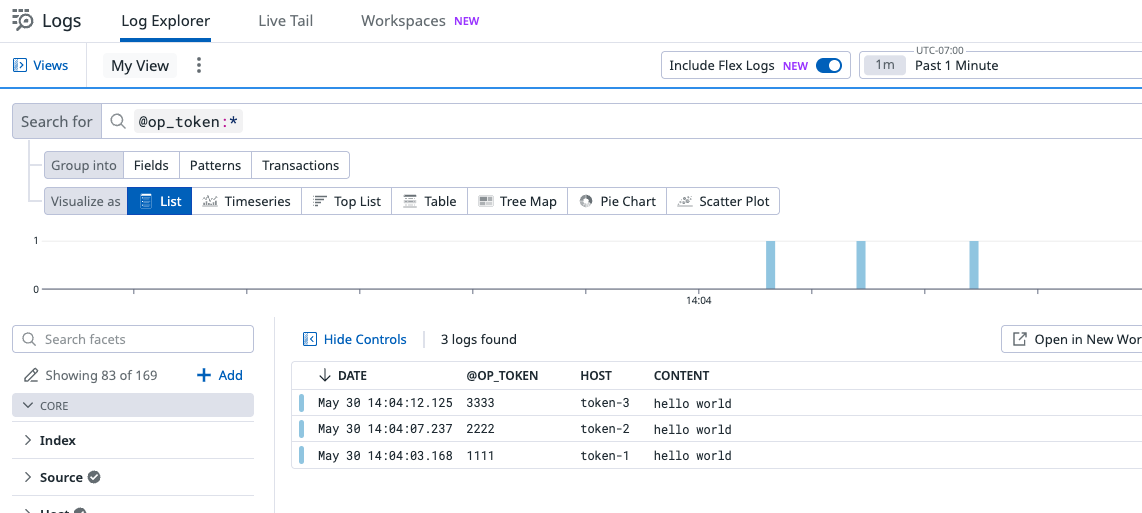 Logs Log Explorer Live Tail Workspaces NEW
UTC-07:00
Views My View Include Flex Logs NEW 1m Past 1 Minute
Search for @op_token:*
Group into Fields Patterns Transactions
Visualize as List Timeseries Top List Table Tree Map Pie Chart Scatter Plot
1
0
14:04
Search facets Hide Controls 3 logs found Open in New Wor
Showing 83 of 169 Add
DATE @OP_TOKEN HOST CONTENT
CORE
May 30 14:04:12.125 3333 token-3 hello world
May 30 14:04:07.237 2222 token-2 hello world
May 30 14:04:03.168 1111 token-1 hello world
Index
Source
Host